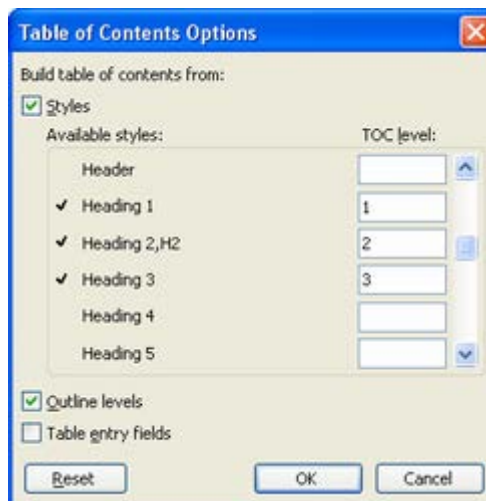 Table of Contents Options
Build table of contents from:
Styles
Available styles: TOC level:
Header
Heading 1 1
Heading 2,H2 2
Heading 3 3
Heading 4
Heading 5
Outline levels
Table entry fields
Reset OK Cancel